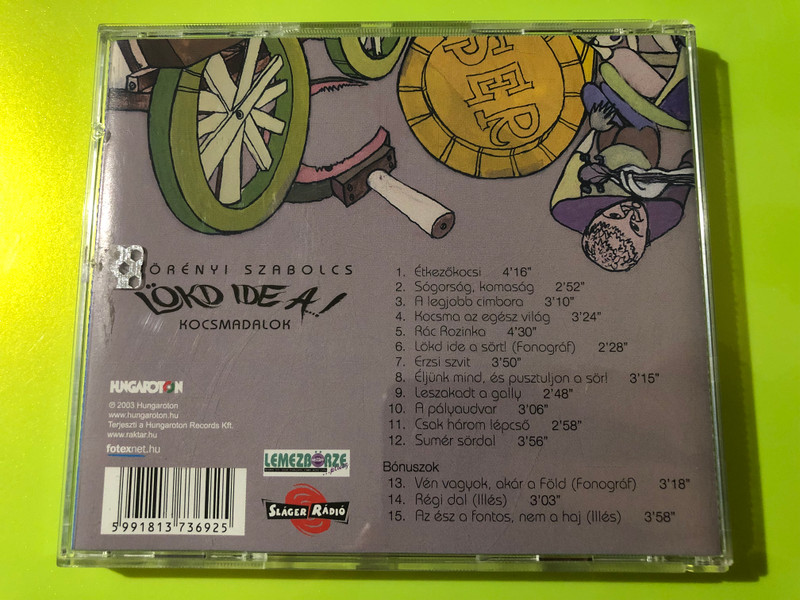 SER
ÖRÉNYI SZABOLCS
LÖKD IDE A..!
KOCSMADALOK
HUNGAROTON
℗ 2003 Hungaroton
www.hungaroton.hu
Terjeszti a Hungaroton Records Kft.
www.raktar.hu
fotexnet.hu
5991813736925
LEMEZBÖRZE
plusz
SLÁGER RÁDIÓ
1. Étkezőkocsi 4'16"
2. Sógorság, komaság 2'52"
3. A legjobb cimbora 3'10"
4. Kocsma az egész világ 3'24"
5. Rác Rozinka 4'30"
6. Lökd ide a sört! (Fonográf) 2'28"
7. Erzsi szvit 3'50"
8. Éljünk mind, és pusztuljon a sör! 3'15"
9. Leszakadt a gally 2'48"
10. A pályaudvar 3'06"
11. Csak három lépcső 2'58"
12. Sumér sördal 3'56"
Bónuszok
13. Vén vagyok, akár a Föld (Fonográf) 3'18"
14. Régi dal (Illés) 3'03"
15. Az ész a fontos, nem a haj (Illés) 3'58"